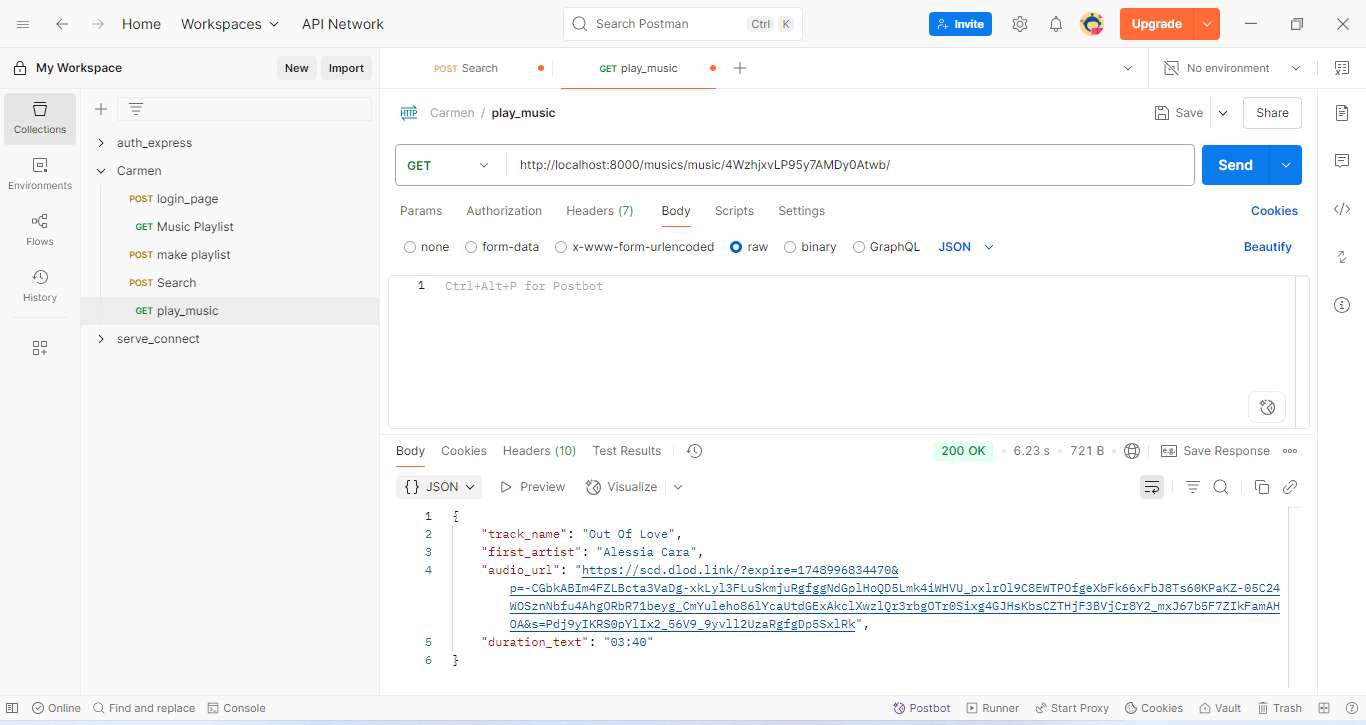 Home Workspaces API Network Search Postman Ctrl K Invite Upgrade
My Workspace New Import POST Search GET play_music No environment
Collections
Environments
Flows
History
auth_express
Carmen
POST login_page
GET Music Playlist
POST make playlist
POST Search
GET play_music
serve_connect
HTTP Carmen / play_music Save Share
GET http://localhost:8000/musics/music/4WzhjxvLP95y7AMDy0Atwb/ Send
Params Authorization Headers (7) Body Scripts Settings Cookies
none form-data x-www-form-urlencoded raw binary GraphQL JSON Beautify
1 Ctrl+Alt+P for Postbot
Body Cookies Headers (10) Test Results 200 OK • 6.23 s • 721 B • e.g. Save Response
{} JSON Preview Visualize
1 {
2 "track_name": "Out Of Love",
3 "first_artist": "Alessia Cara",
4 "audio_url": "https://scd.dlod.link/?expire=1748996834470&
p=-CGbkABIm4FZLBcta3VaDg-xkLyl3FLuSkmjuRgfggNdGplHoQD5Lmk4iWHVU_pxlrOl9C8EWTPOfgeXbFk66xFbJ8Ts60KPaKZ-05C24
WOSznNbfu4AhgORbR71beyg_CmYuleho86lYcaUtdGExAkclXwzlQr3rbgOTr0Sixg4GJHsKbsCZTHjF3BVjCr8Y2_mxJ67b5F7ZIkFamAH
OA&s=Pdj9yIKRS0pYlIx2_56V9_9yvll2UzaRgfgDp5SxlRk",
5 "duration_text": "03:40"
6 }
Online Find and replace Console Postbot Runner Start Proxy Cookies Vault Trash